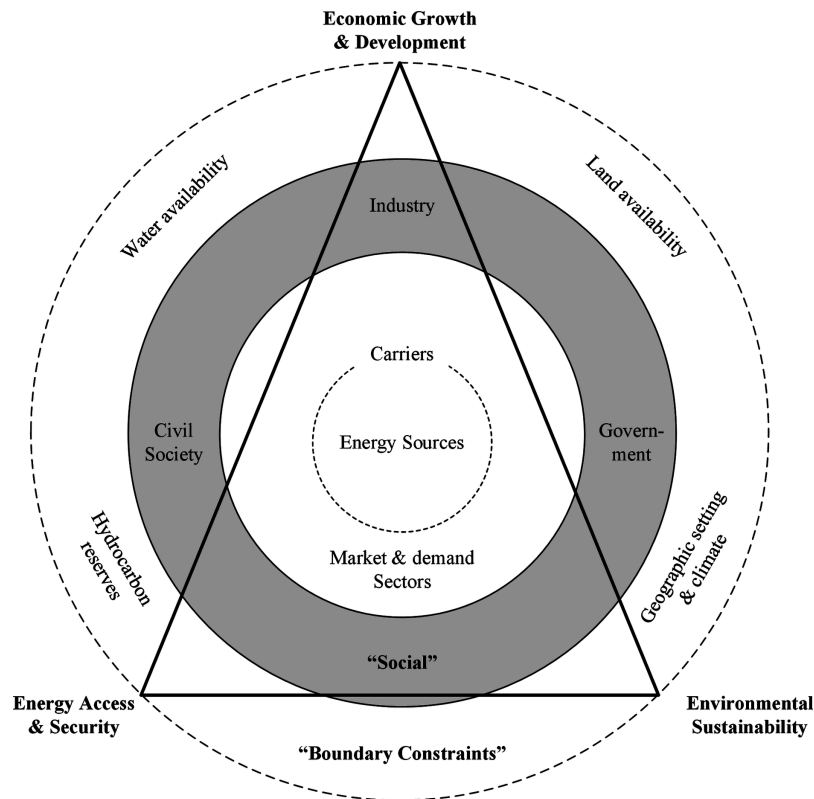 Economic Growth
& Development
Water availability
Land availability
Industry
Carriers
Civil
Society
Energy Sources
Govern-
ment
Hydrocarbon
reserves
Geographic setting
& climate
Market & demand
Sectors
“Social”
Energy Access
& Security
Environmental
Sustainability
“Boundary Constraints”